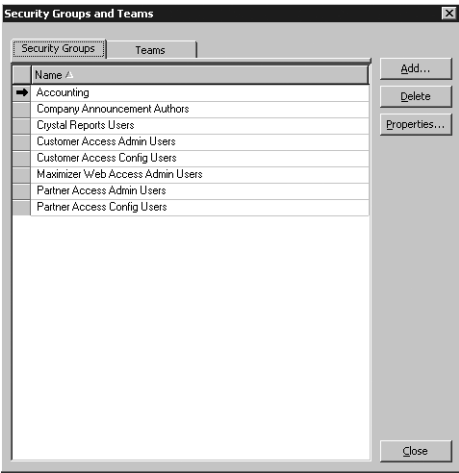 Security Groups and Teams
Security Groups
Teams
Name
Accounting
Company Announcement Authors
Crystal Reports Users
Customer Access Admin Users
Customer Access Config Users
Maximizer Web Access Admin Users
Partner Access Admin Users
Partner Access Config Users
Add...
Delete
Properties...
Close